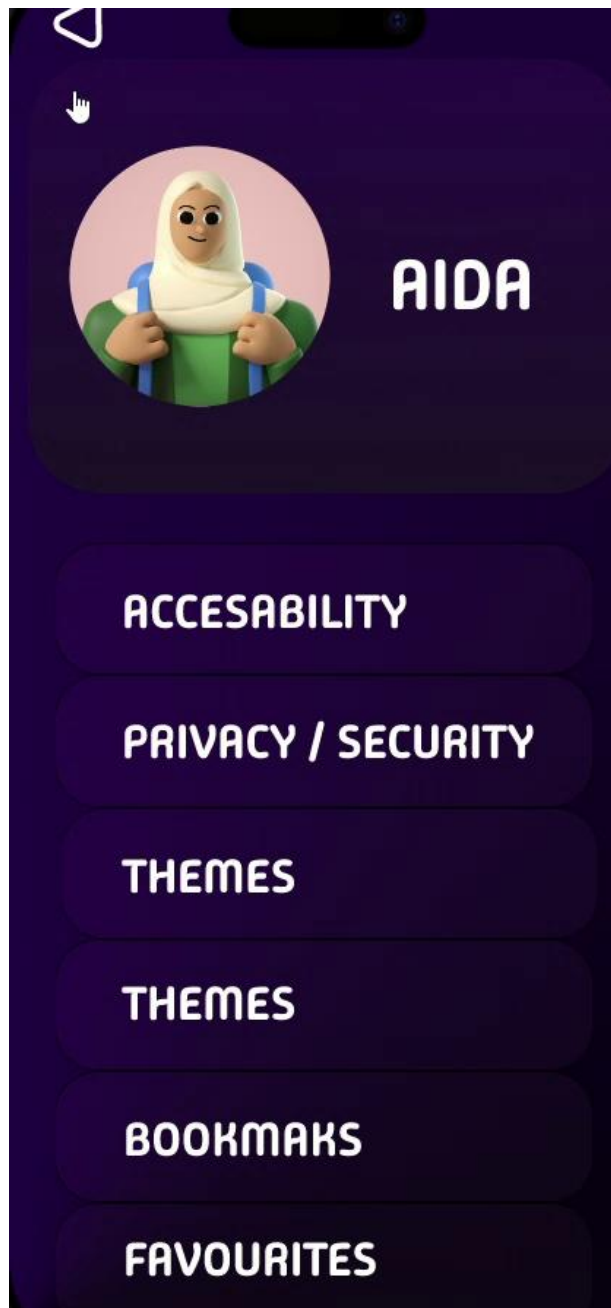 AIDA
ACCESABILITY
PRIVACY / SECURITY
THEMES
THEMES
BOOKMAKS
FAVOURITES